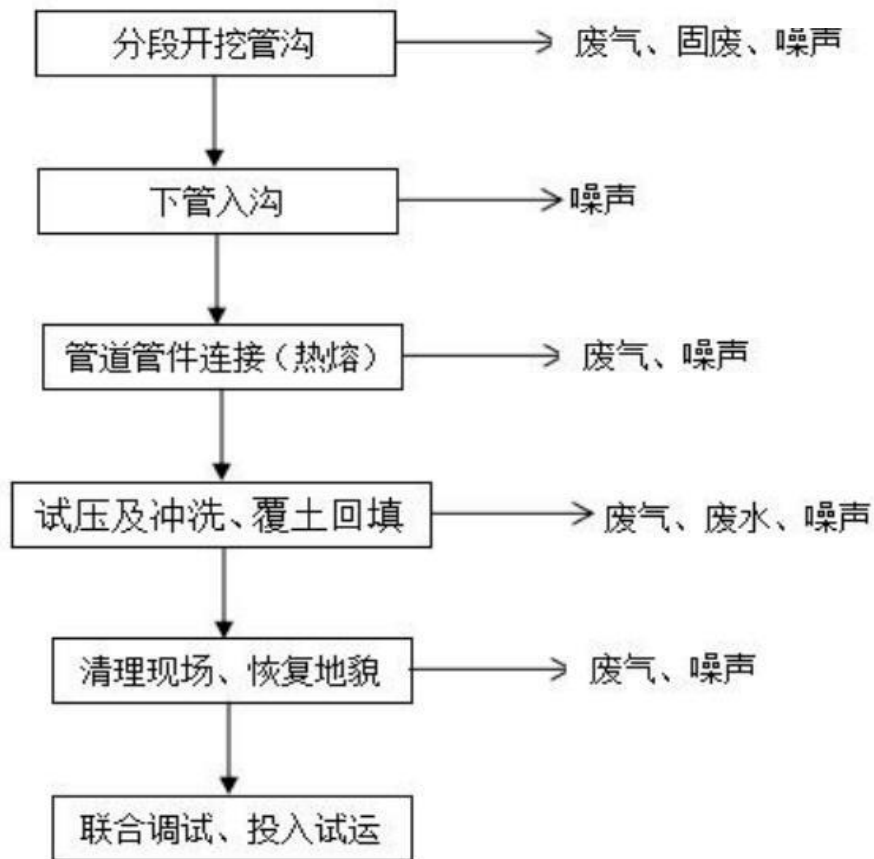 分段开挖管沟
废气、固废、噪声
下管入沟
噪声
管道管件连接（热熔）
废气、噪声
试压及冲洗、覆土回填
废气、废水、噪声
清理现场、恢复地貌
废气、噪声
联合调试、投入试运